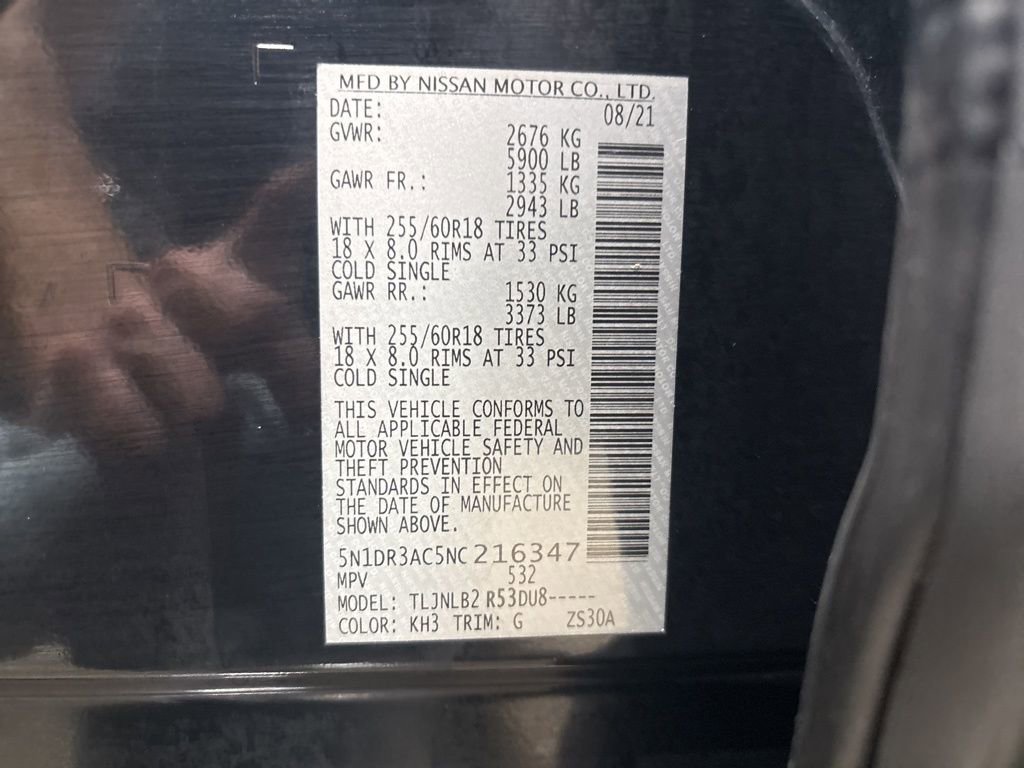 MFD BY NISSAN MOTOR CO., LTD.
DATE: 08/21
GVWR: 2676 KG
5900 LB
GAWR FR.: 1335 KG
2943 LB
WITH 255/60R18 TIRES
18 X 8.0 RIMS AT 33 PSI
COLD SINGLE
GAWR RR.: 1530 KG
3373 LB
WITH 255/60R18 TIRES
18 X 8.0 RIMS AT 33 PSI
COLD SINGLE
THIS VEHICLE CONFORMS TO
ALL APPLICABLE FEDERAL
MOTOR VEHICLE SAFETY AND
THEFT PREVENTION
STANDARDS IN EFFECT ON
THE DATE OF MANUFACTURE
SHOWN ABOVE.
5N1DR3AC5NC216347
MPV 532
MODEL: TLJNLB2 R53DU8-----
COLOR: KH3 TRIM: G ZS30A